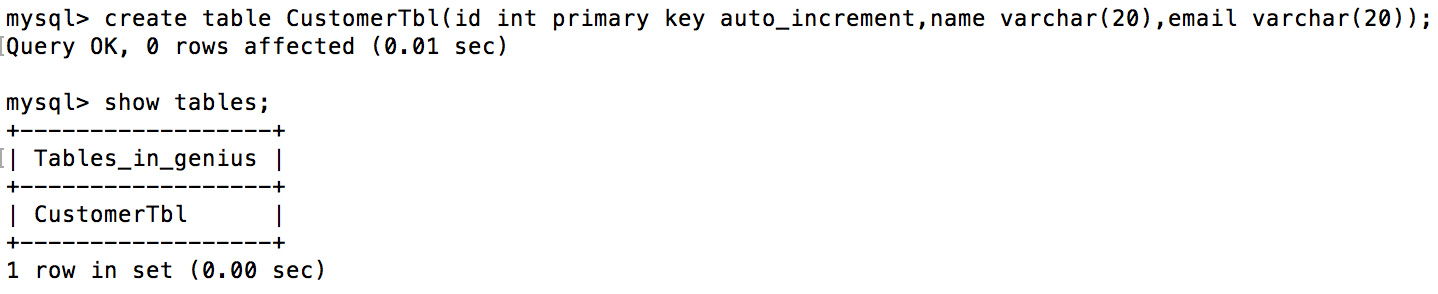 mysql> create table CustomerTbl(id int primary key auto_increment,name varchar(20),email varchar(20));
[Query OK, 0 rows affected (0.01 sec)

mysql> show tables;
+------------------+
[| Tables_in_genius |
+------------------+
| CustomerTbl      |
+------------------+
1 row in set (0.00 sec)